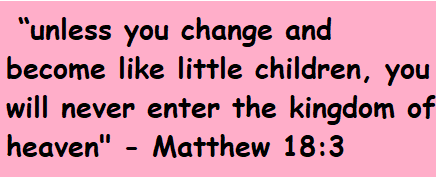 “unless you change and
become like little children, you
will never enter the kingdom of
heaven" - Matthew 18:3